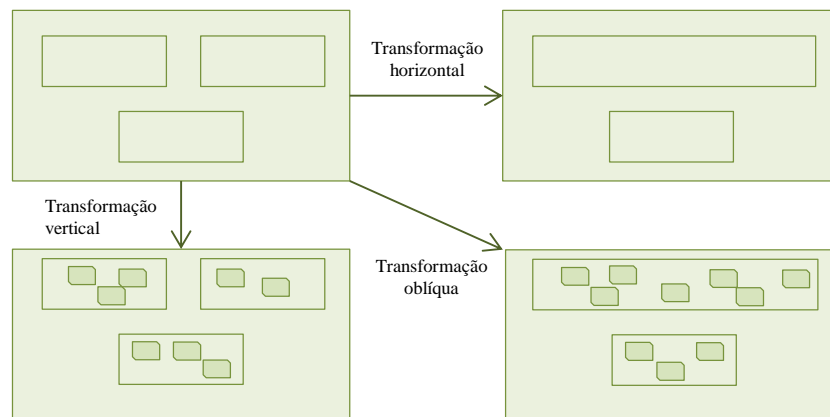 Transformação
horizontal
Transformação
vertical
Transformação
oblíqua